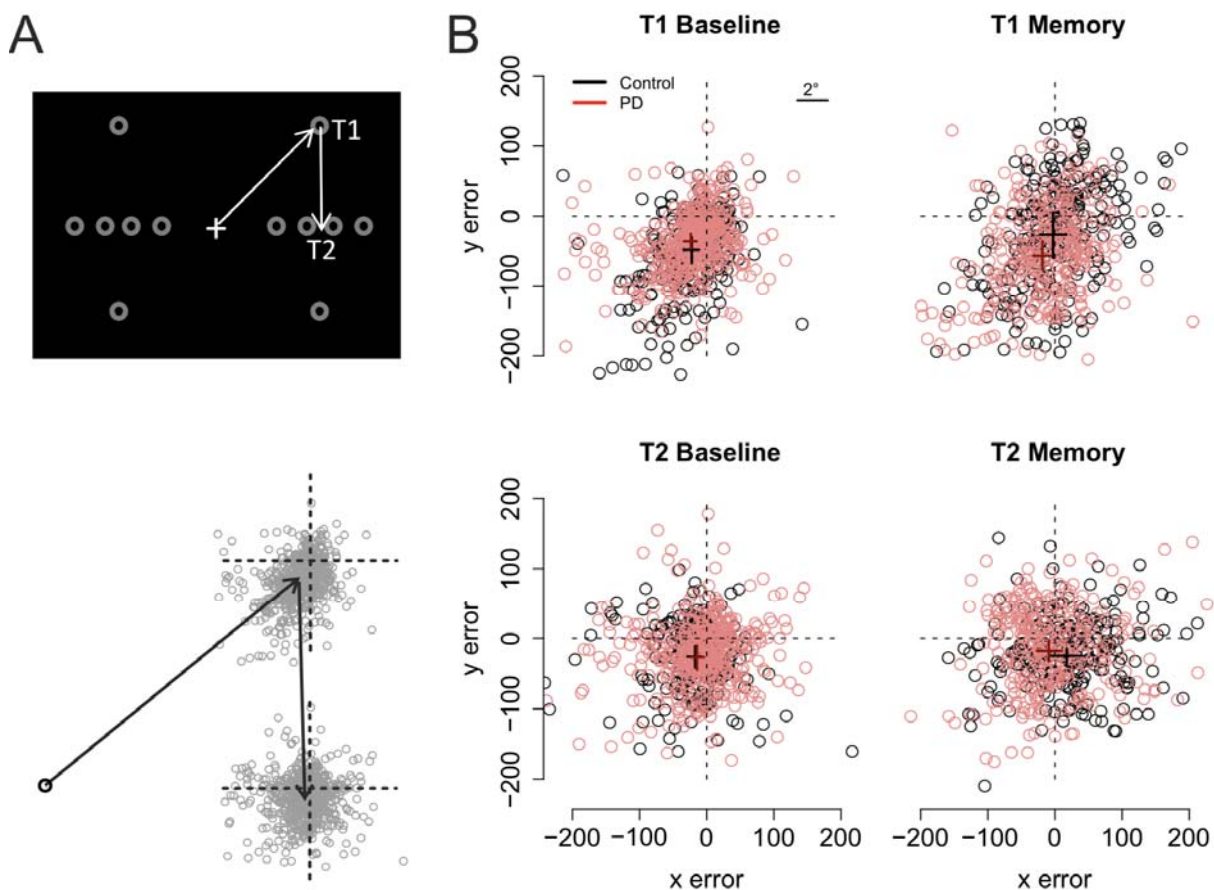 A
T1
T2
B
T1 Baseline
T1 Memory
Control
PD
2°
y error
200
100
0
−100
−200
T2 Baseline
T2 Memory
y error
200
100
0
−100
−200
−200 −100 0 100 200
−200 −100 0 100 200
x error
x error